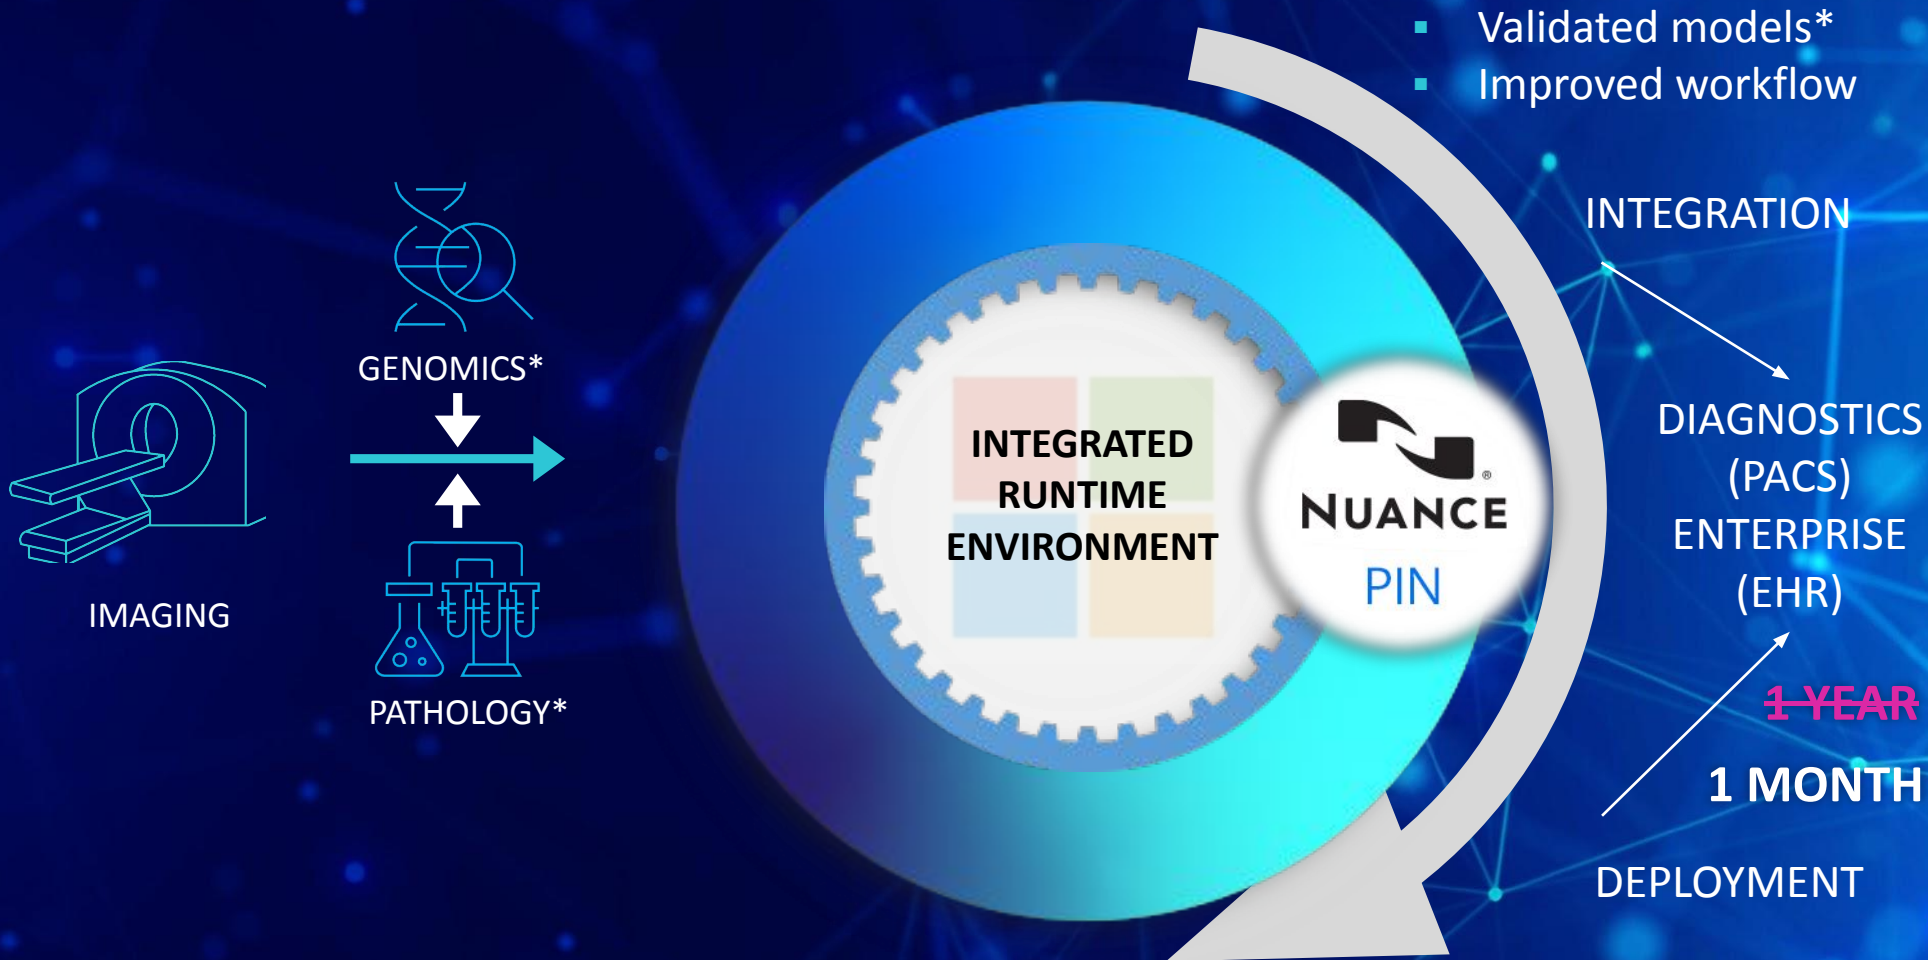 Validated models*
Improved workflow
INTEGRATION
GENOMICS*
IMAGING
PATHOLOGY*
INTEGRATED
RUNTIME
ENVIRONMENT
NUANCE
®
PIN
DIAGNOSTICS
(PACS)
ENTERPRISE
(EHR)
1 YEAR
1 MONTH
DEPLOYMENT